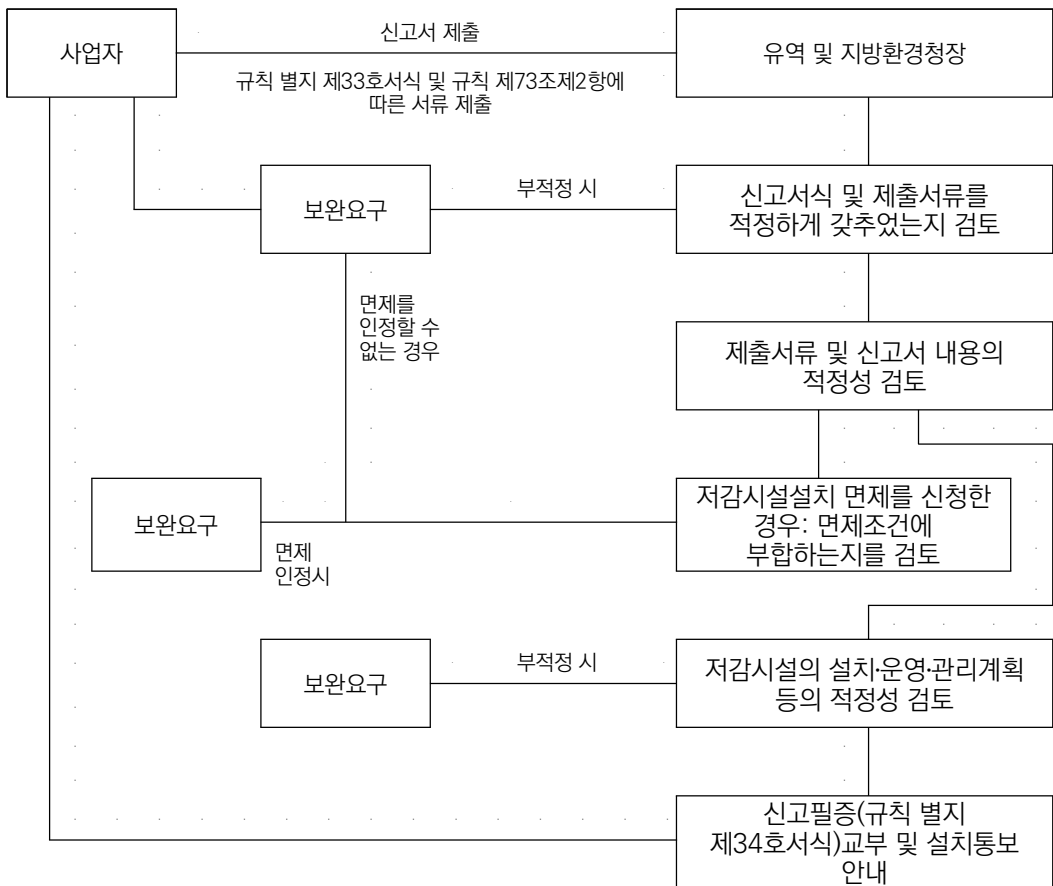 사업자
신고서 제출
유역 및 지방환경청장
규칙 별지 제33호서식 및 규칙 제73조제2항에
따른 서류 제출
보완요구
부적정 시
신고서식 및 제출서류를
적정하게 갖추었는지 검토
면제를
인정할 수
없는 경우
제출서류 및 신고서 내용의
적정성 검토
보완요구
면제
인정시
저감시설설치 면제를 신청한
경우: 면제조건에
부합하는지를 검토
보완요구
부적정 시
저감시설의 설치·운영·관리계획
등의 적정성 검토
신고필증(규칙 별지
제34호서식)교부 및 설치통보
안내